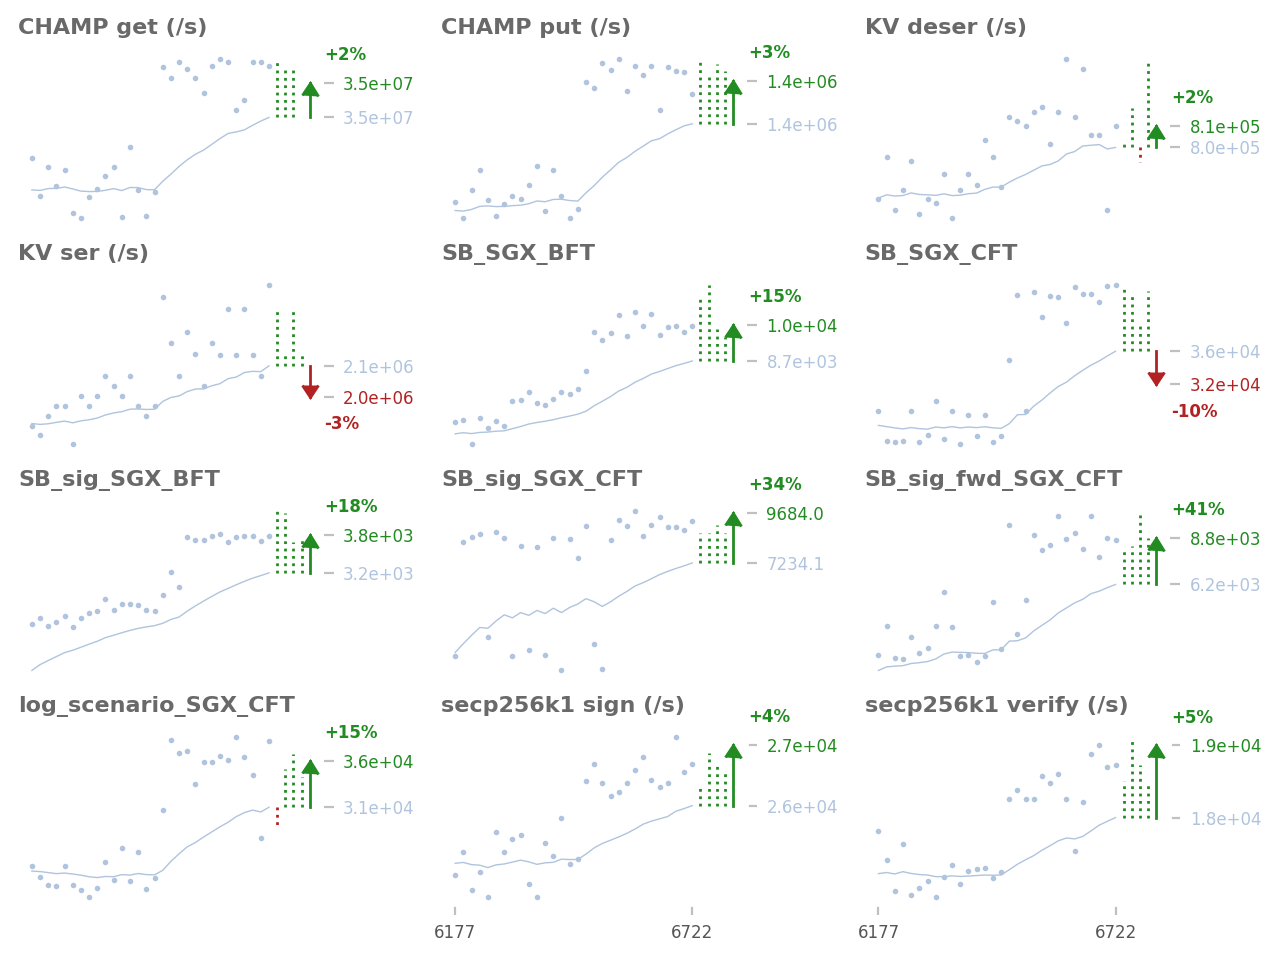 CHAMP get (/s)
+2%
3.5e+07
3.5e+07
CHAMP put (/s)
+3%
1.4e+06
1.4e+06
KV deser (/s)
+2%
8.1e+05
8.0e+05
KV ser (/s)
2.1e+06
2.0e+06
-3%
SB_SGX_BFT
+15%
1.0e+04
8.7e+03
SB_SGX_CFT
3.6e+04
3.2e+04
-10%
SB_sig_SGX_BFT
+18%
3.8e+03
3.2e+03
SB_sig_SGX_CFT
+34%
9684.0
7234.1
SB_sig_fwd_SGX_CFT
+41%
8.8e+03
6.2e+03
log_scenario_SGX_CFT
+15%
3.6e+04
3.1e+04
secp256k1 sign (/s)
+4%
2.7e+04
2.6e+04
6177
6722
secp256k1 verify (/s)
+5%
1.9e+04
1.8e+04
6177
6722